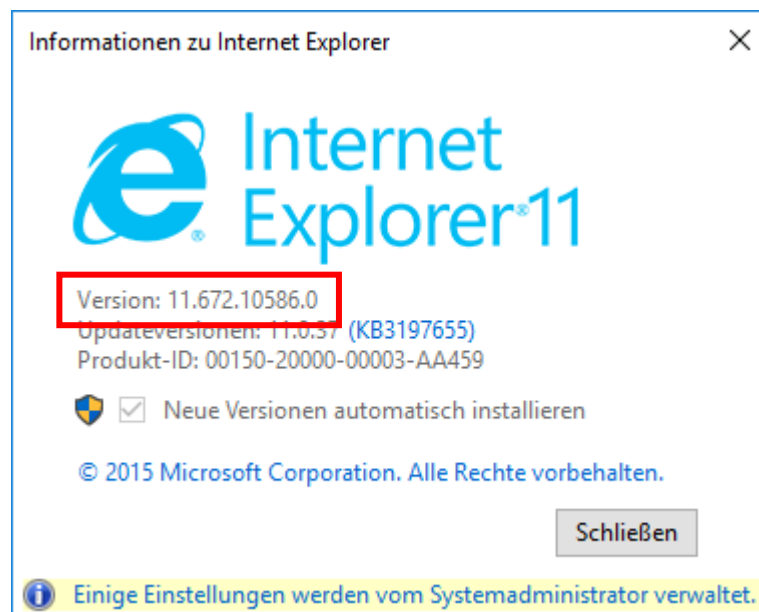 Informationen zu Internet Explorer
Internet
Explorer®11
Version: 11.672.10586.0
Updateversionen: 11.0.37 (KB3197655)
Produkt-ID: 00150-20000-00003-AA459
Neue Versionen automatisch installieren
© 2015 Microsoft Corporation. Alle Rechte vorbehalten.
Schließen
Einige Einstellungen werden vom Systemadministrator verwaltet.